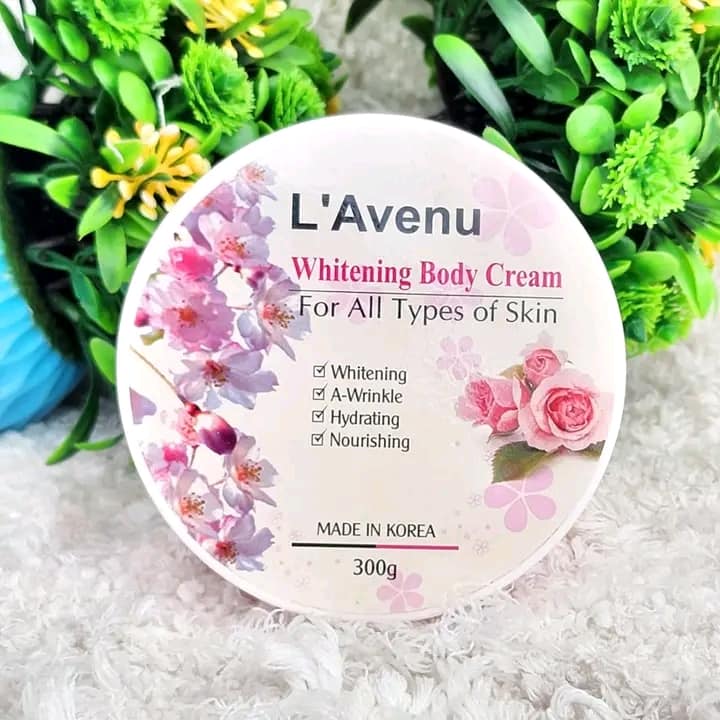 L'Avenu
Whitening Body Cream
For All Types of Skin
☑ Whitening
☑ A-Wrinkle
☑ Hydrating
☑ Nourishing
MADE IN KOREA
300g